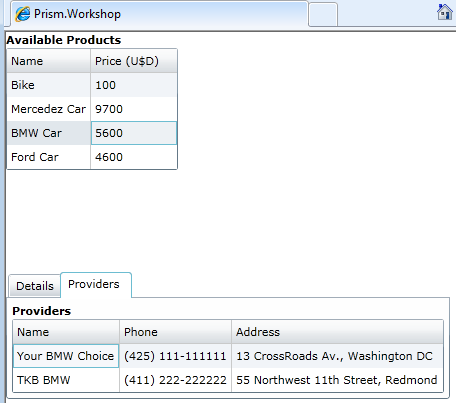 Prism.Workshop
Available Products
Name Price (U$D)
Bike 100
Mercedez Car 9700
BMW Car 5600
Ford Car 4600
Details Providers
Providers
Name Phone Address
Your BMW Choice (425) 111-111111 13 CrossRoads Av., Washington DC
TKB BMW (411) 222-222222 55 Northwest 11th Street, Redmond